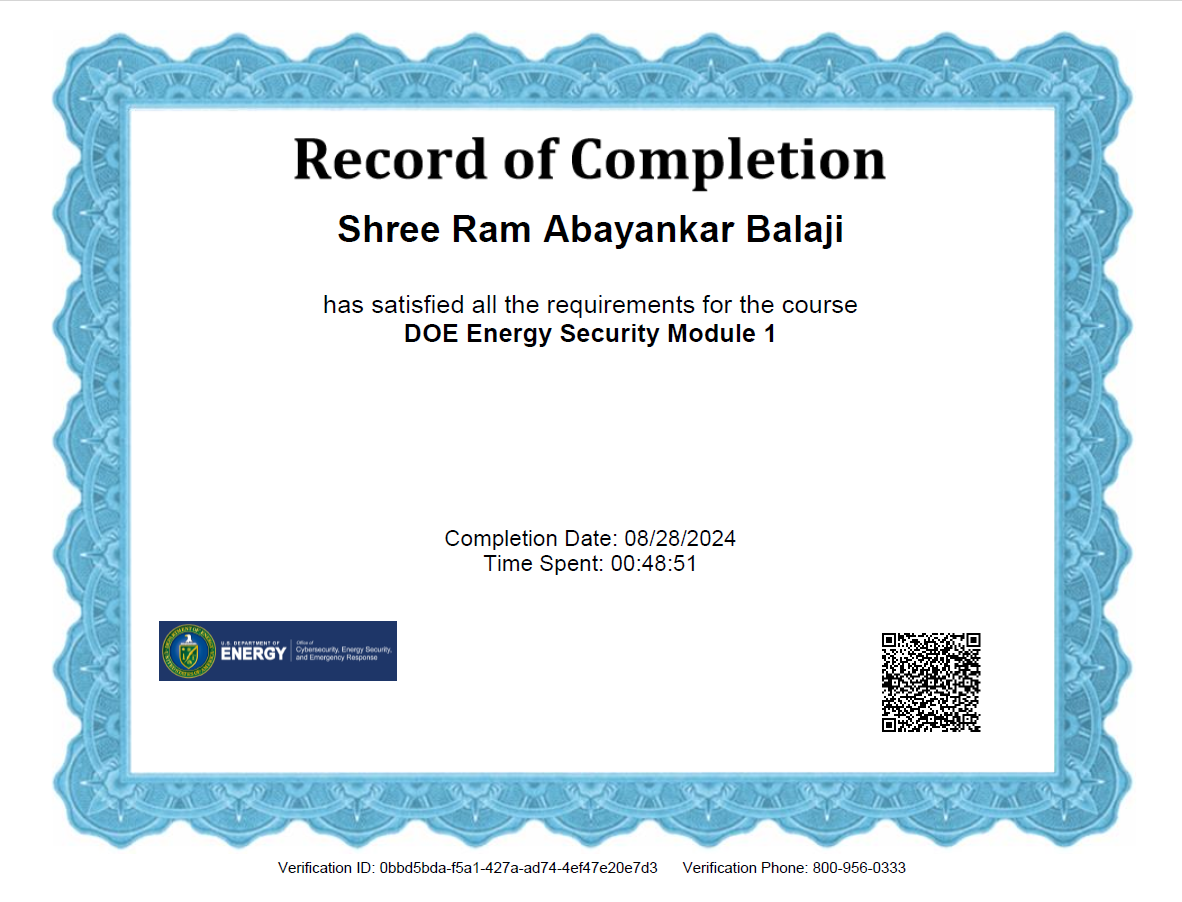 Record of Completion
Shree Ram Abayankar Balaji
has satisfied all the requirements for the course
DOE Energy Security Module 1
Completion Date: 08/28/2024
Time Spent: 00:48:51
U.S. DEPARTMENT OF
ENERGY
Office of
Cybersecurity, Energy Security,
and Emergency Response
Verification ID: 0bbd5bda-f5a1-427a-ad74-4ef47e20e7d3 Verification Phone: 800-956-0333